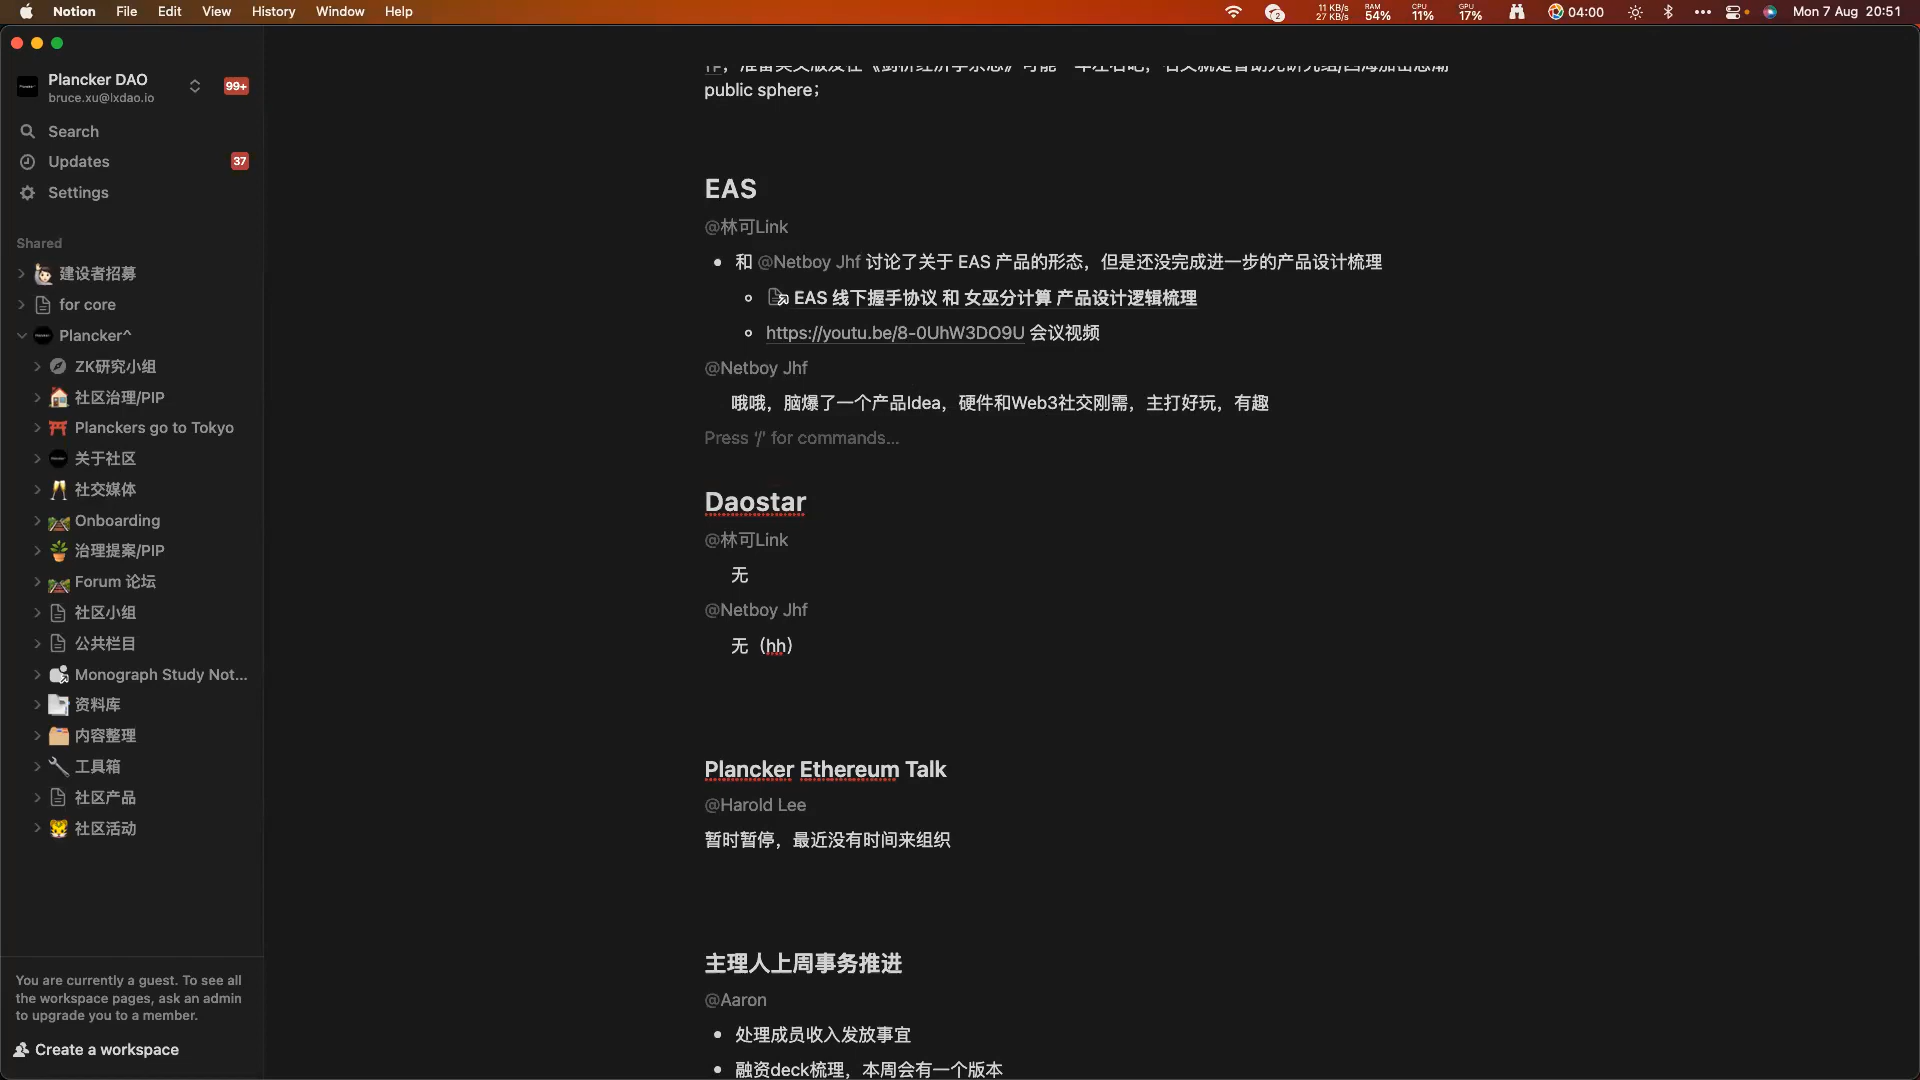 Notion File Edit View History Window Help
2 11 KB/s 27 KB/s RAM 54% CPU 11% GPU 17% 04:00 Mon 7 Aug 20:51
Plancker DAO
bruce.xu@lxdao.io
99+
Search
Updates 37
Settings
Shared
建设者招募
for core
Plancker^
ZK研究小组
社区治理/PIP
Planckers go to Tokyo
关于社区
社交媒体
Onboarding
治理提案/PIP
Forum 论坛
社区小组
公共栏目
Monograph Study Not...
资料库
内容整理
工具箱
社区产品
社区活动
You are currently a guest. To see all
the workspace pages, ask an admin
to upgrade you to a member.
Create a workspace
public sphere；
EAS
@林可Link
和 @Netboy Jhf 讨论了关于 EAS 产品的形态，但是还没完成进一步的产品设计梳理
EAS 线下握手协议 和 女巫分计算 产品设计逻辑梳理
https://youtu.be/8-0UhW3DO9U 会议视频
@Netboy Jhf
哦哦，脑爆了一个产品Idea，硬件和Web3社交刚需，主打好玩，有趣
Press '/' for commands...
Daostar
@林可Link
无
@Netboy Jhf
无（hh）
Plancker Ethereum Talk
@Harold Lee
暂时暂停，最近没有时间来组织
主理人上周事务推进
@Aaron
处理成员收入发放事宜
融资deck梳理，本周会有一个版本